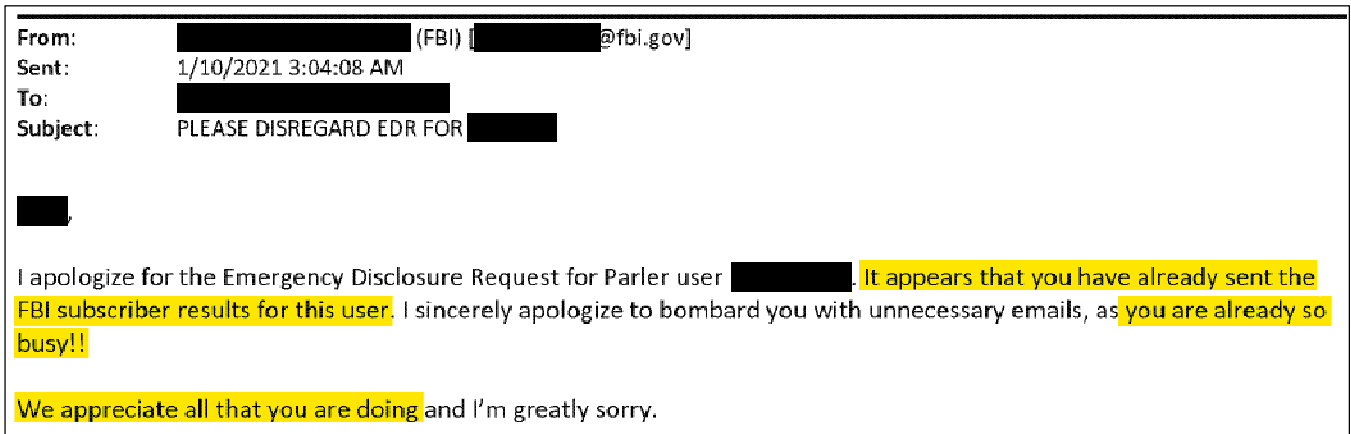 From: (FBI) [ @fbi.gov]
Sent: 1/10/2021 3:04:08 AM
To:
Subject: PLEASE DISREGARD EDR FOR
,
I apologize for the Emergency Disclosure Request for Parler user . It appears that you have already sent the
FBI subscriber results for this user. I sincerely apologize to bombard you with unnecessary emails, as you are already so
busy!!
We appreciate all that you are doing and I'm greatly sorry.